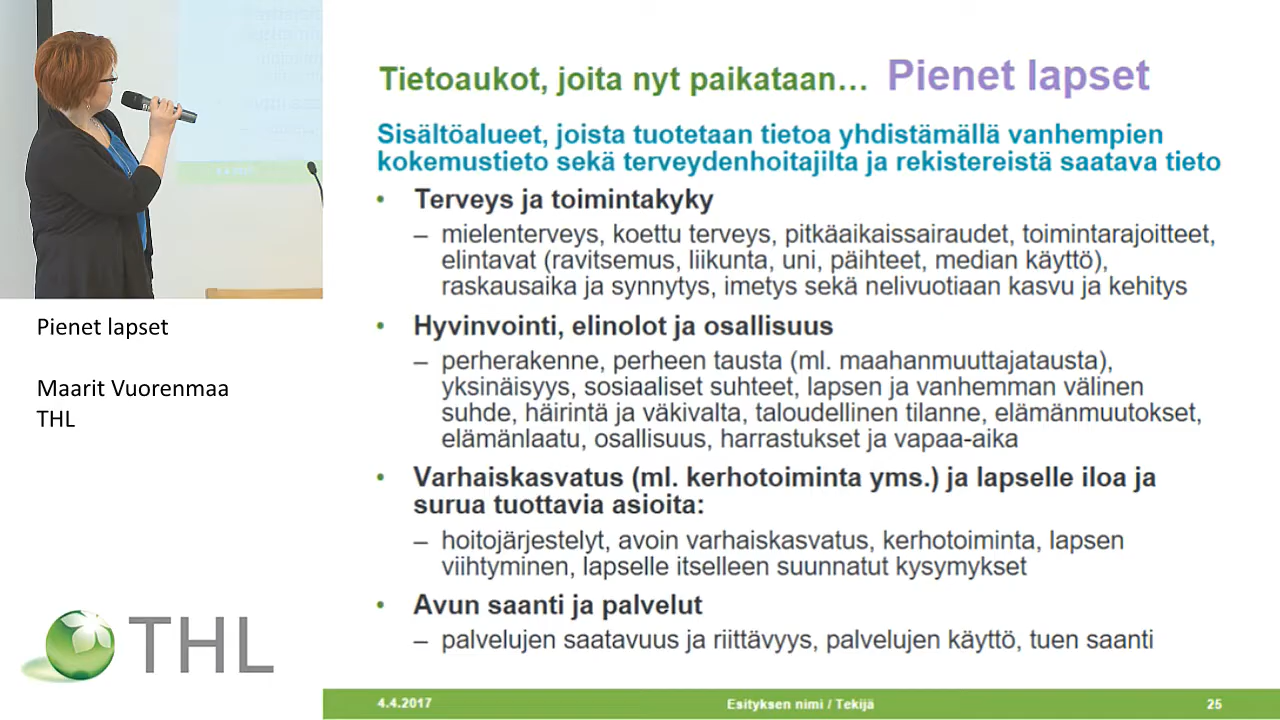 Tietoaukot, joita nyt paikataan… Pienet lapset
Sisältöalueet, joista tuotetaan tietoa yhdistämällä vanhempien
kokemustieto sekä terveydenhoitajilta ja rekistereistä saatava tieto
• Terveys ja toimintakyky
– mielenterveys, koettu terveys, pitkäaikaissairaudet, toimintarajoitteet,
elintavat (ravitsemus, liikunta, uni, päihteet, median käyttö),
raskausaika ja synnytys, imetys sekä nelivuotiaan kasvu ja kehitys
• Hyvinvointi, elinolot ja osallisuus
– perherakenne, perheen tausta (ml. maahanmuuttajatausta),
yksinäisyys, sosiaaliset suhteet, lapsen ja vanhemman välinen
suhde, häirintä ja väkivalta, taloudellinen tilanne, elämänmuutokset,
elämänlaatu, osallisuus, harrastukset ja vapaa-aika
• Varhaiskasvatus (ml. kerhotoiminta yms.) ja lapselle iloa ja
surua tuottavia asioita:
– hoitojärjestelyt, avoin varhaiskasvatus, kerhotoiminta, lapsen
viihtyminen, lapselle itselleen suunnatut kysymykset
• Avun saanti ja palvelut
– palvelujen saatavuus ja riittävyys, palvelujen käyttö, tuen saanti
Pienet lapset
Maarit Vuorenmaa
THL
THL
4.4.2017 Esityksen nimi / Tekijä 25